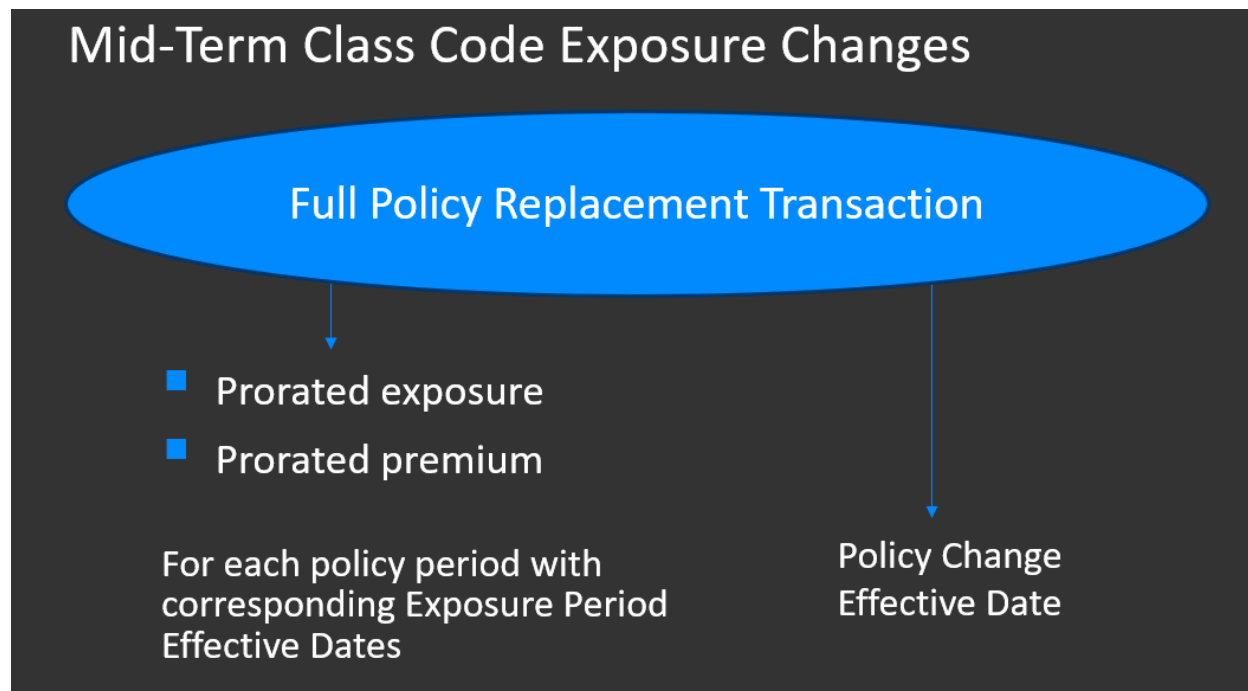 Mid-Term Class Code Exposure Changes
Full Policy Replacement Transaction
Prorated exposure
Prorated premium
For each policy period with
corresponding Exposure Period
Effective Dates
Policy Change
Effective Date